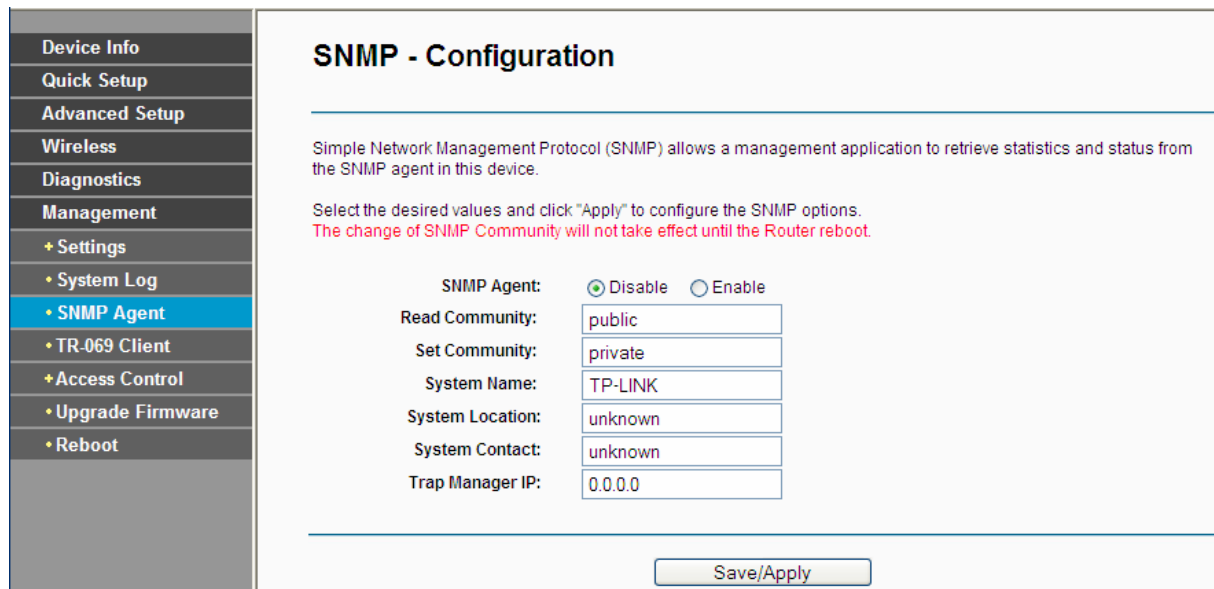 Device Info
Quick Setup
Advanced Setup
Wireless
Diagnostics
Management
+ Settings
• System Log
• SNMP Agent
• TR-069 Client
+ Access Control
• Upgrade Firmware
• Reboot
SNMP - Configuration
Simple Network Management Protocol (SNMP) allows a management application to retrieve statistics and status from
the SNMP agent in this device.
Select the desired values and click "Apply" to configure the SNMP options.
The change of SNMP Community will not take effect until the Router reboot.
SNMP Agent: Disable Enable
Read Community: public
Set Community: private
System Name: TP-LINK
System Location: unknown
System Contact: unknown
Trap Manager IP: 0.0.0.0
Save/Apply